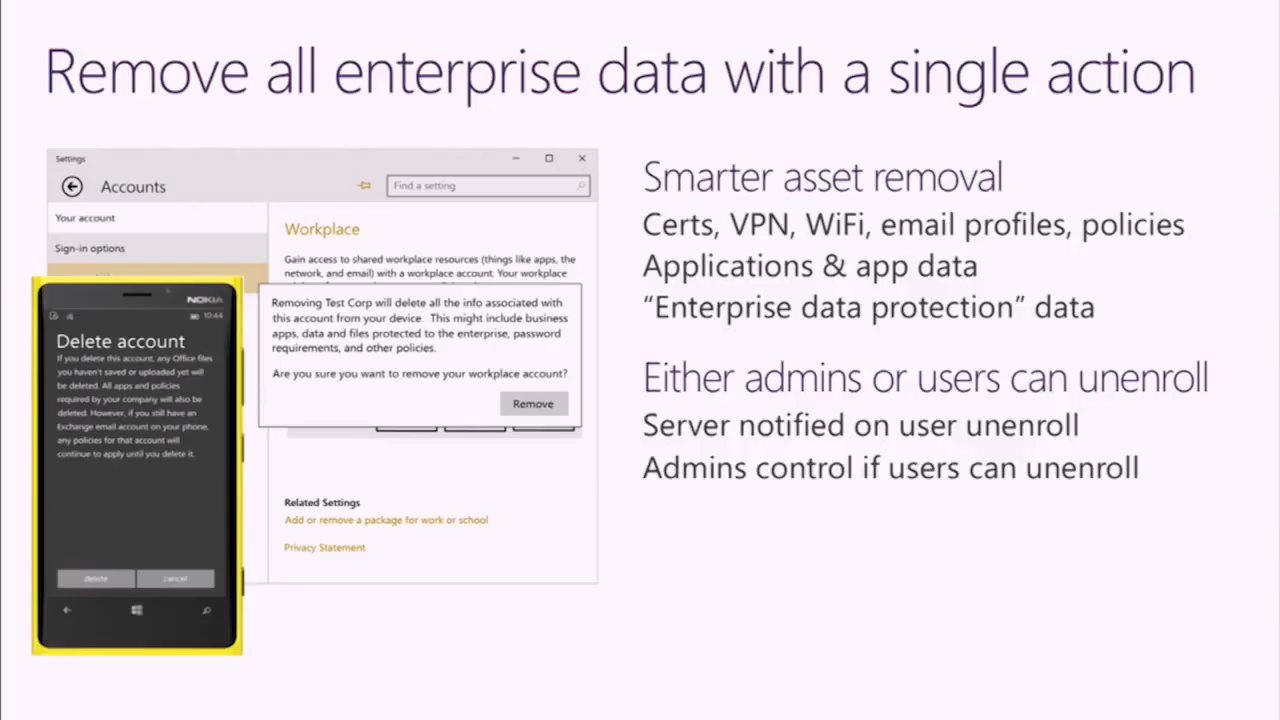 Remove all enterprise data with a single action
Settings
Accounts
Find a setting
Your account
Sign-in options
Workplace
Gain access to shared workplace resources (things like apps, the
network, and email) with a workplace account. Your workplace
Removing Test Corp will delete all the info associated with
this account from your device. This might include business
apps, data and files protected to the enterprise, password
requirements, and other policies.
Are you sure you want to remove your workplace account?
Remove
Related Settings
Add or remove a package for work or school
Privacy Statement
NOKIA
10:44
Delete account
If you delete this account, any Office files
you haven't saved or uploaded yet will
be deleted. All apps and policies
required by your company will also be
deleted. However, if you still have an
Exchange email account on your phone,
any policies for that account will
continue to apply until you delete it.
delete
cancel
Smarter asset removal
Certs, VPN, WiFi, email profiles, policies
Applications & app data
“Enterprise data protection” data
Either admins or users can unenroll
Server notified on user unenroll
Admins control if users can unenroll